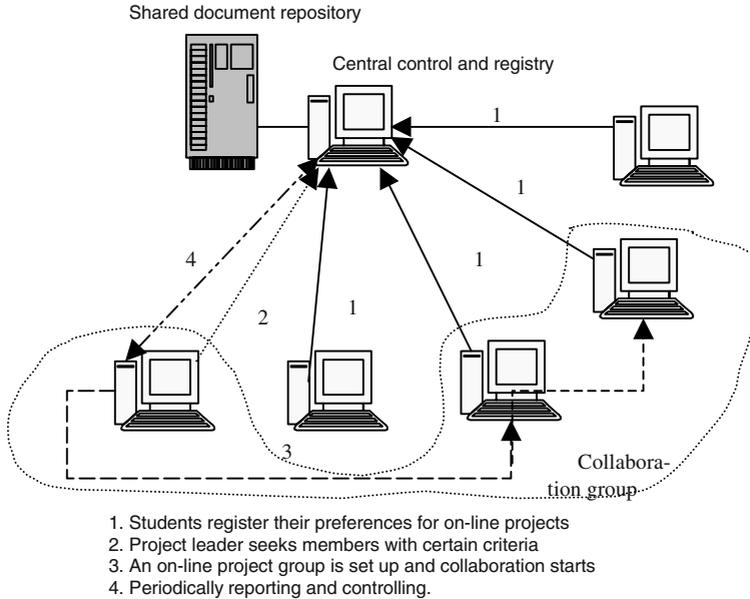 Shared document repository
Central control and registry
1
1
4
1
2
1
3
Collabora-
tion group
1. Students register their preferences for on-line projects
2. Project leader seeks members with certain criteria
3. An on-line project group is set up and collaboration starts
4. Periodically reporting and controlling.